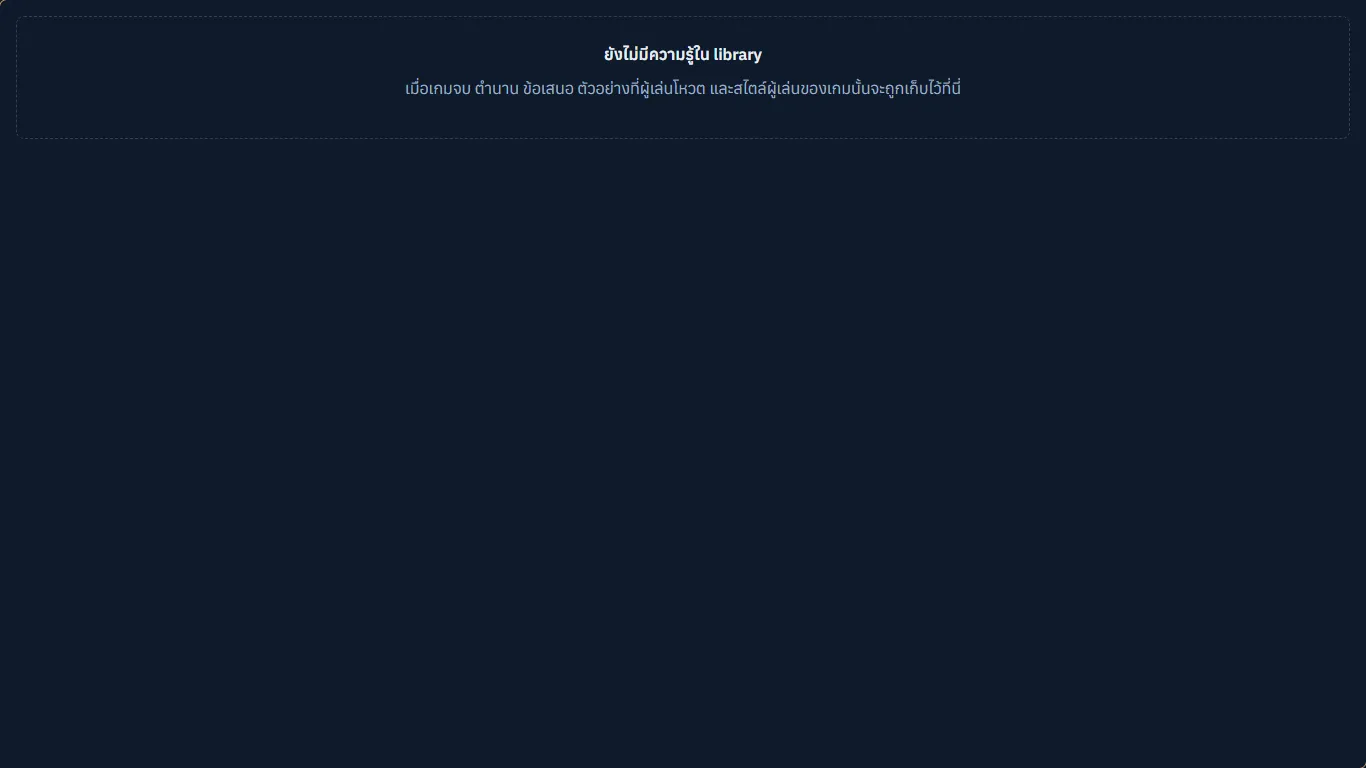 ยังไม่มีความรู้ใน library
เมื่อเกมจบ ตำนาน ข้อเสนอ ตัวอย่างที่ผู้เล่นโหวต และสไตล์ผู้เล่นของเกมนั้นจะถูกเก็บไว้ที่นี่